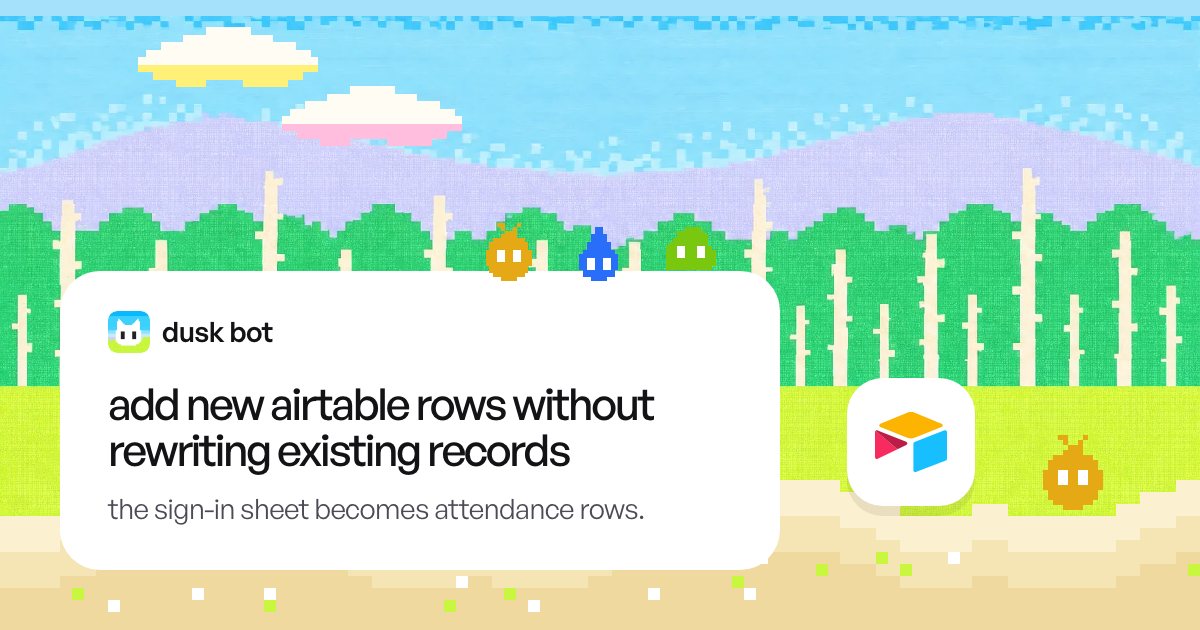 dusk bot
add new airtable rows without
rewriting existing records
the sign-in sheet becomes attendance rows.